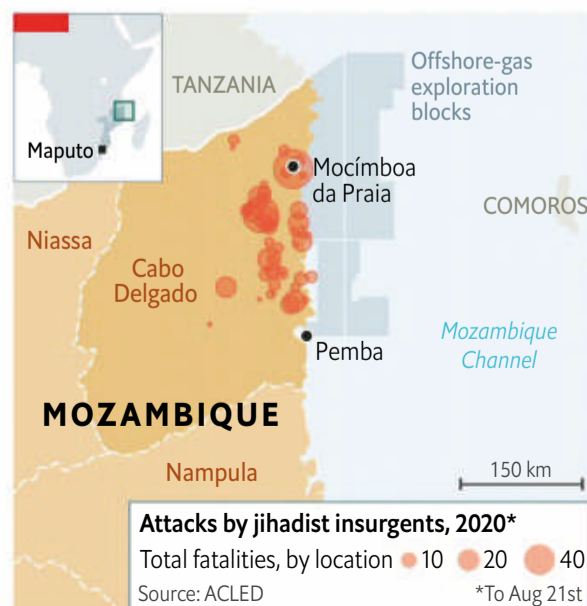 TANZANIA
Offshore-gas
exploration
blocks
Maputo
Mocímboa
da Praia
COMOROS
Niassa
Cabo
Delgado
Mozambique
Channel
Pemba
MOZAMBIQUE
Nampula
150 km
Attacks by jihadist insurgents, 2020*
Total fatalities, by location 10 20 40
Source: ACLED *To Aug 21st